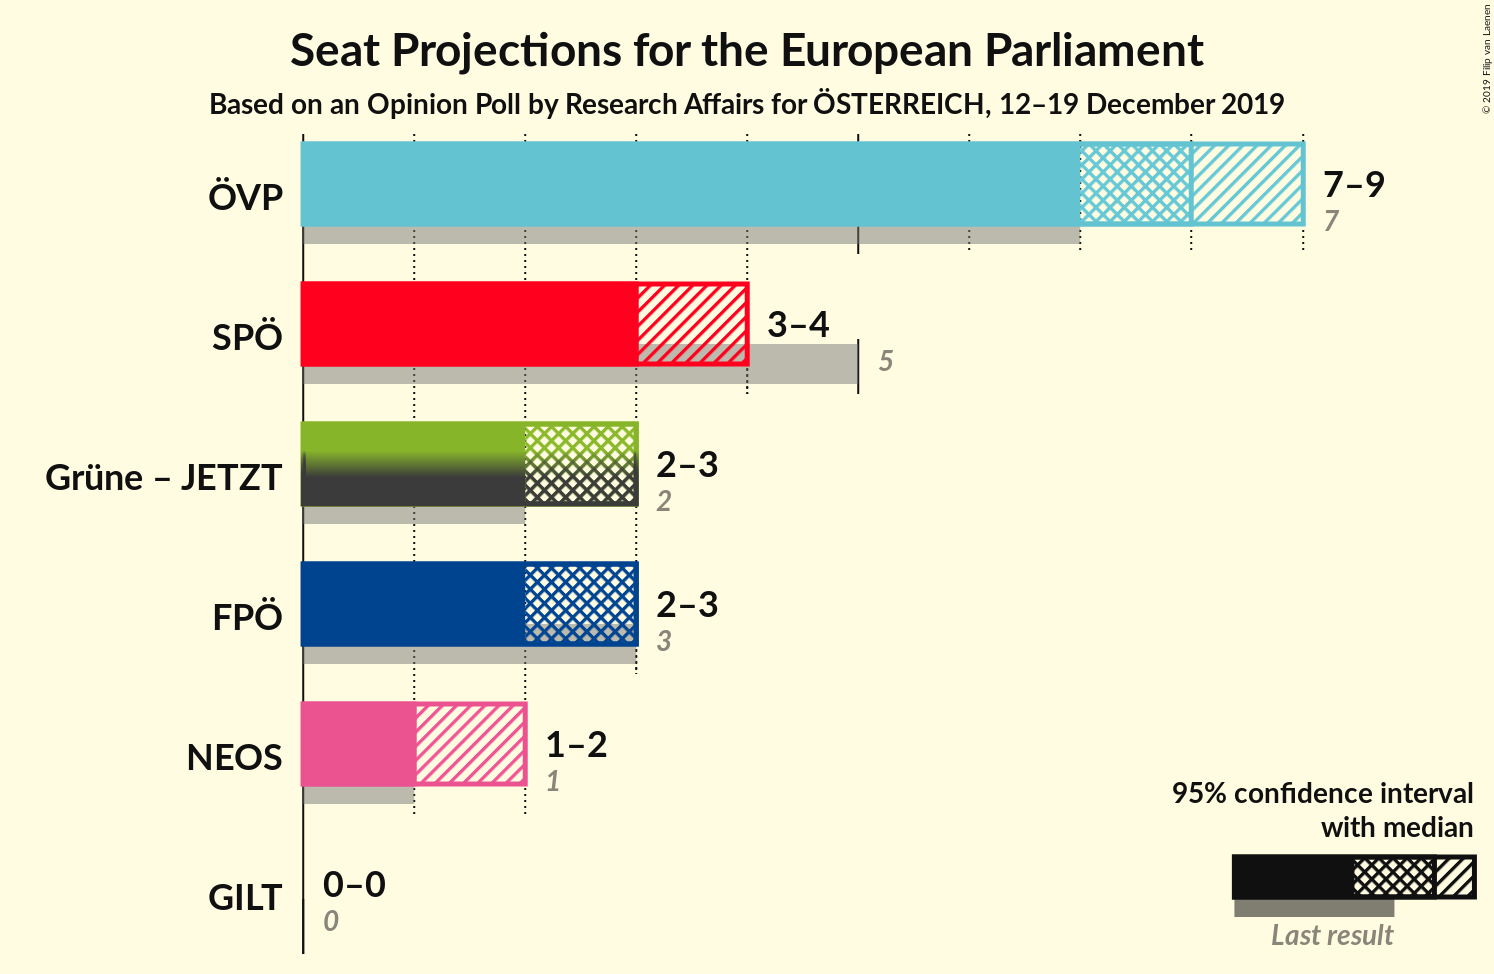 Seat Projections for the European Parliament
Based on an Opinion Poll by Research Affairs for ÖSTERREICH, 12–19 December 2019
© 2019 Filip van Laenen
ÖVP
7–9
7
SPÖ
3–4
5
Grüne – JETZT
2–3
2
FPÖ
2–3
3
NEOS
1–2
1
GILT
0–0
0
95% confidence interval
with median
Last result